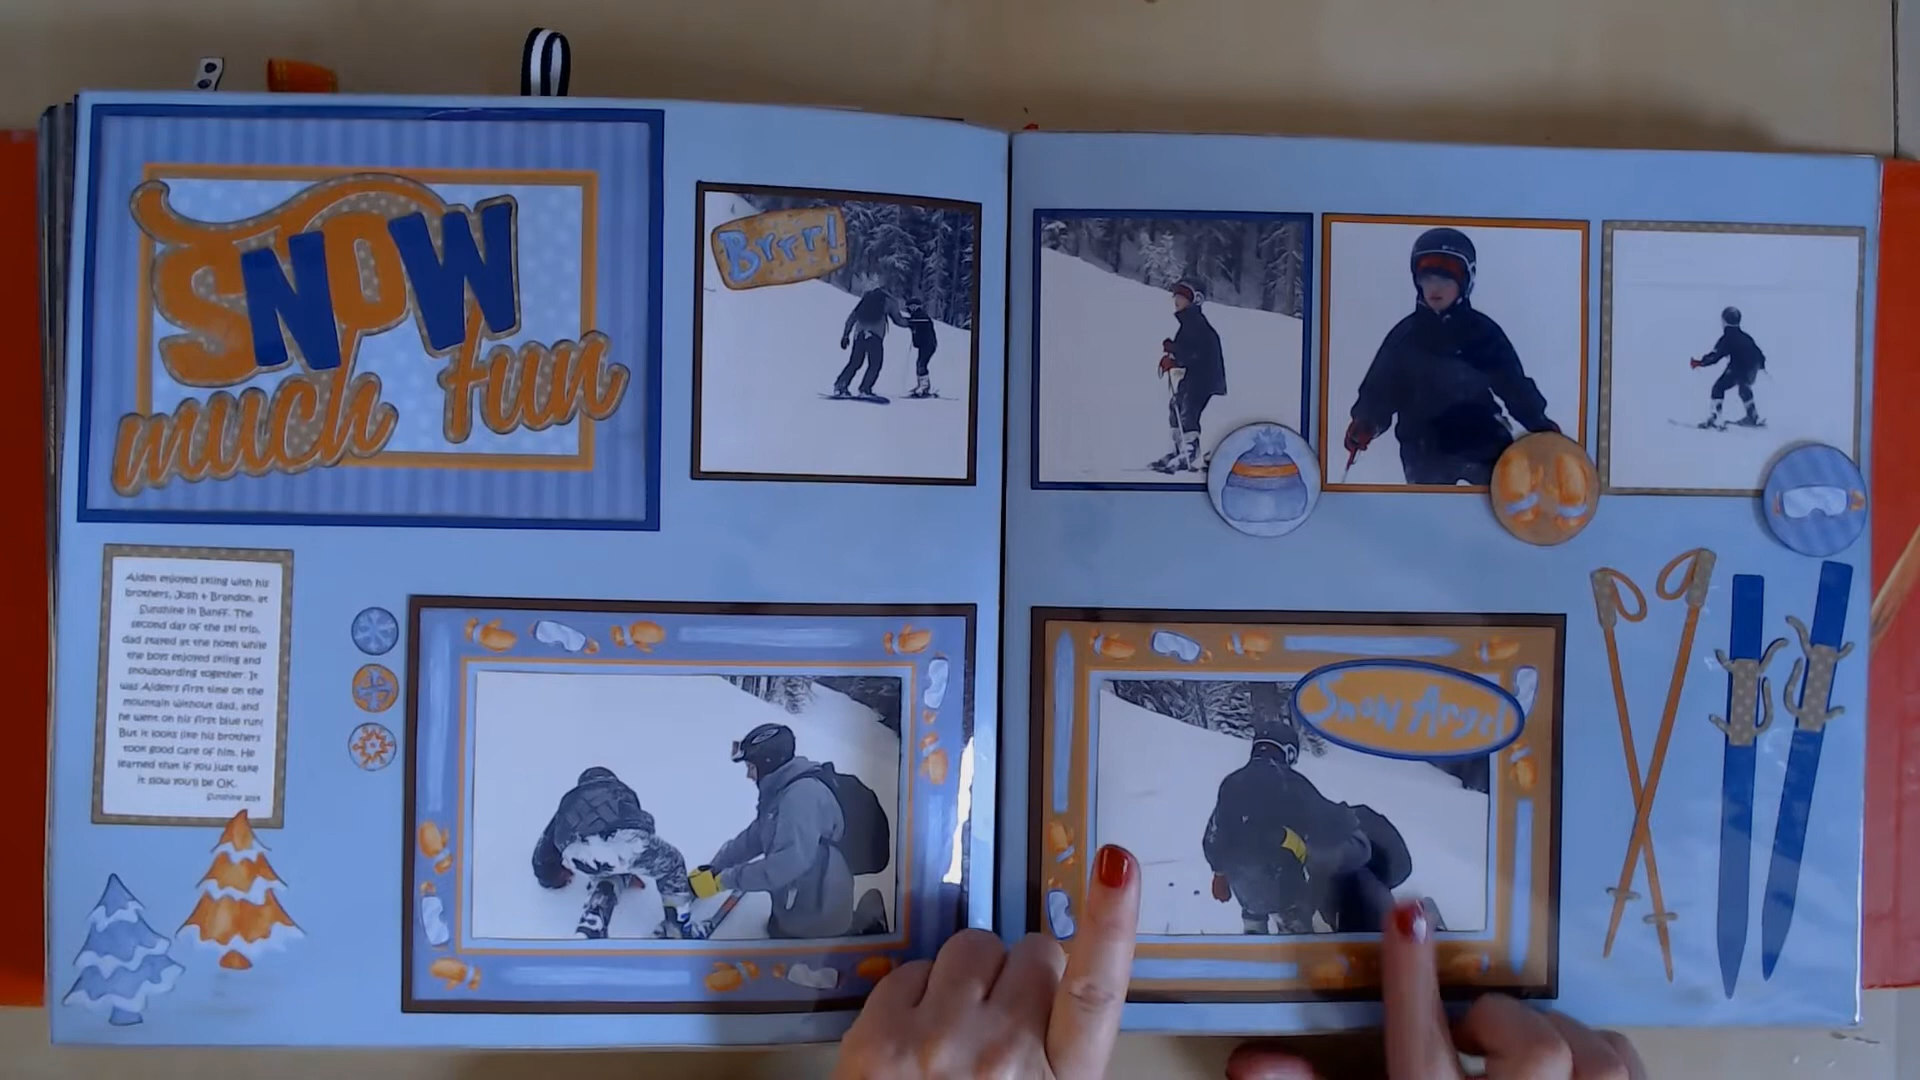 SNOW
much fun
Brrr!
Aiden enjoyed skiing with his
brothers, Josh + Brandon, at
Sunshine in Banff. The
second day of the ski trip,
dad stayed at the hotel while
the boys enjoyed skiing and
snowboarding together. It
was Aiden's first time on the
mountain without dad, and
he went on his first blue run!
But it looks like his brothers
took good care of him. He
learned that if you just take
it slow you'll be OK.
Sunshine
Snow Angel